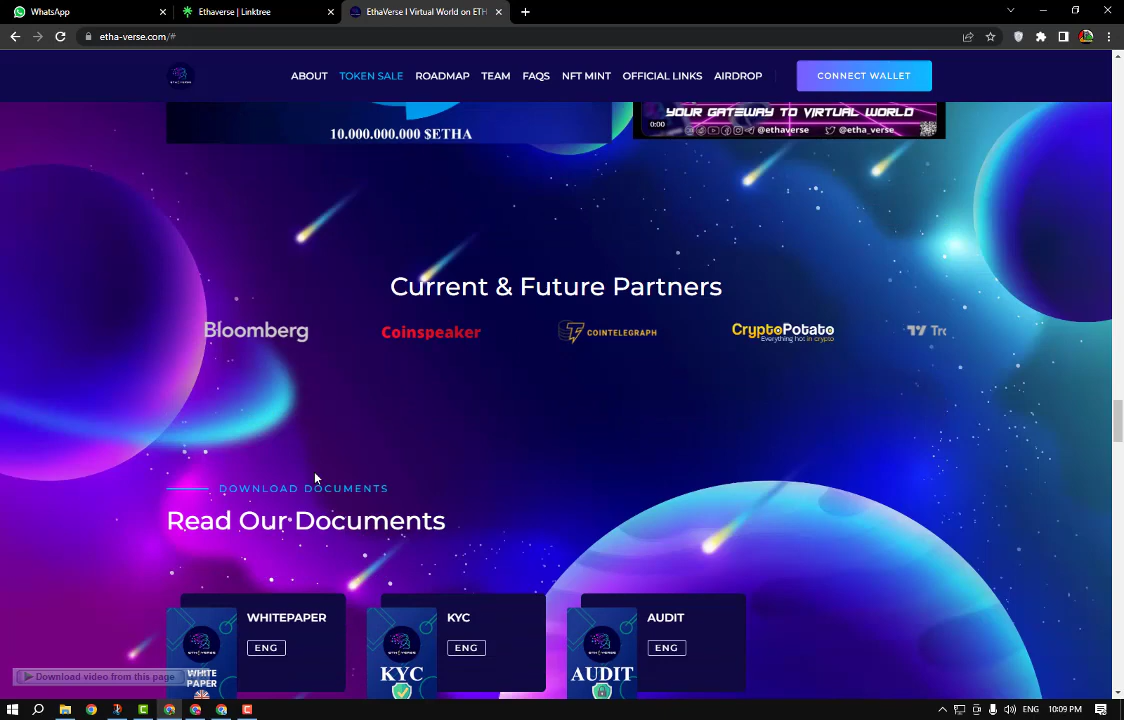 WhatsApp
Ethaverse | Linktree
EthaVerse I Virtual World on ETH
etha-verse.com/#
ABOUT TOKEN SALE ROADMAP TEAM FAQS NFT MINT OFFICIAL LINKS AIRDROP CONNECT WALLET
YOUR GATEWAY TO VIRTUAL WORLD
0:00
@ethaverse @etha_verse
10.000.000.000 $ETHA
Current & Future Partners
Bloomberg Coinspeaker COINTELEGRAPH CryptoPotato
Everything hot in crypto
DOWNLOAD DOCUMENTS
Read Our Documents
WHITEPAPER KYC AUDIT
ENG ENG ENG
WHITE PAPER
KYC AUDIT
Download video from this page
ENG 10:09 PM